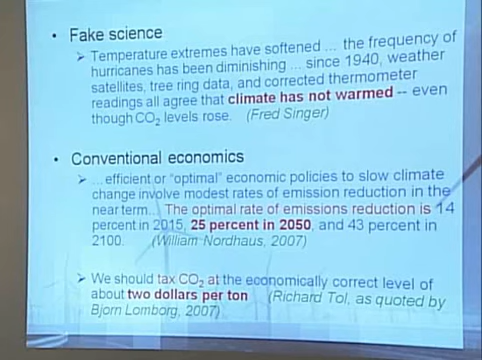 • Fake science
➢ Temperature extremes have softened ... the frequency of
hurricanes has been diminishing ... since 1940, weather
satellites, tree ring data, and corrected thermometer
readings all agree that climate has not warmed -- even
though CO₂ levels rose. (Fred Singer)
• Conventional economics
➢ ...efficient or "optimal" economic policies to slow climate
change involve modest rates of emission reduction in the
near term... The optimal rate of emissions reduction is 14
percent in 2015, 25 percent in 2050, and 43 percent in
2100. (William Nordhaus, 2007)
➢ We should tax CO₂ at the economically correct level of
about two dollars per ton (Richard Tol, as quoted by
Bjorn Lomborg, 2007)